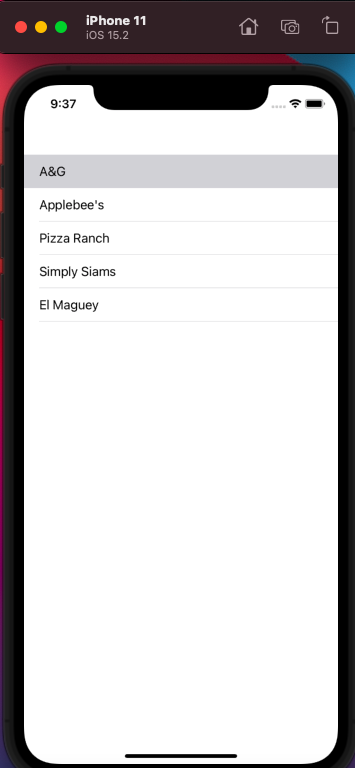 iPhone 11
iOS 15.2
9:37
A&G
Applebee's
Pizza Ranch
Simply Siams
El Maguey